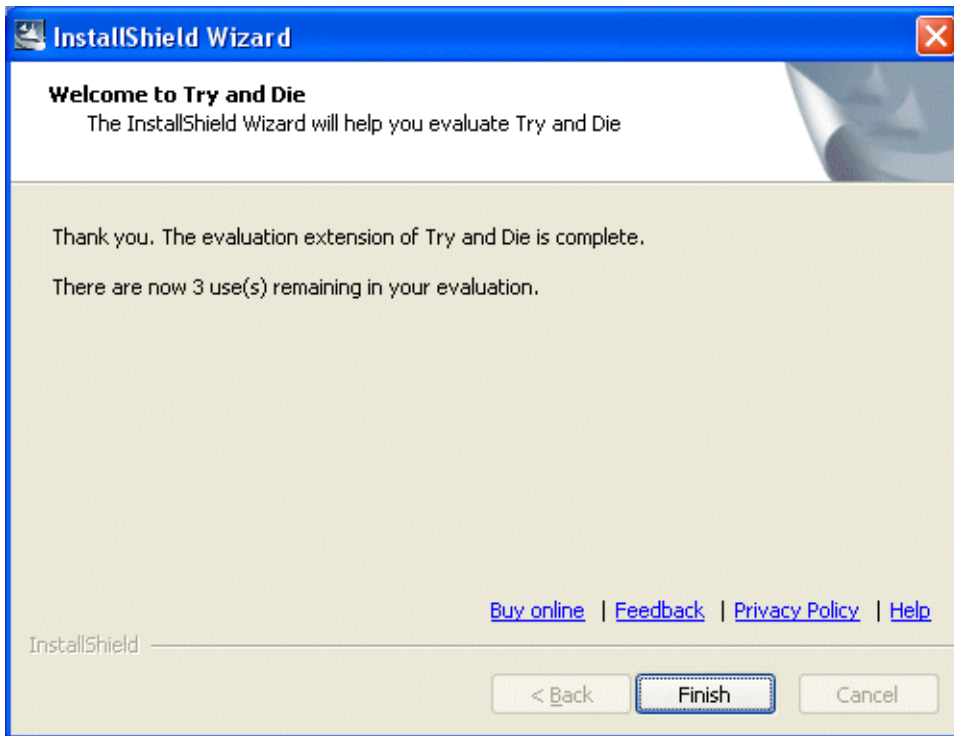 InstallShield Wizard
Welcome to Try and Die
The InstallShield Wizard will help you evaluate Try and Die
Thank you. The evaluation extension of Try and Die is complete.
There are now 3 use(s) remaining in your evaluation.
Buy online | Feedback | Privacy Policy | Help
InstallShield
< Back Finish Cancel